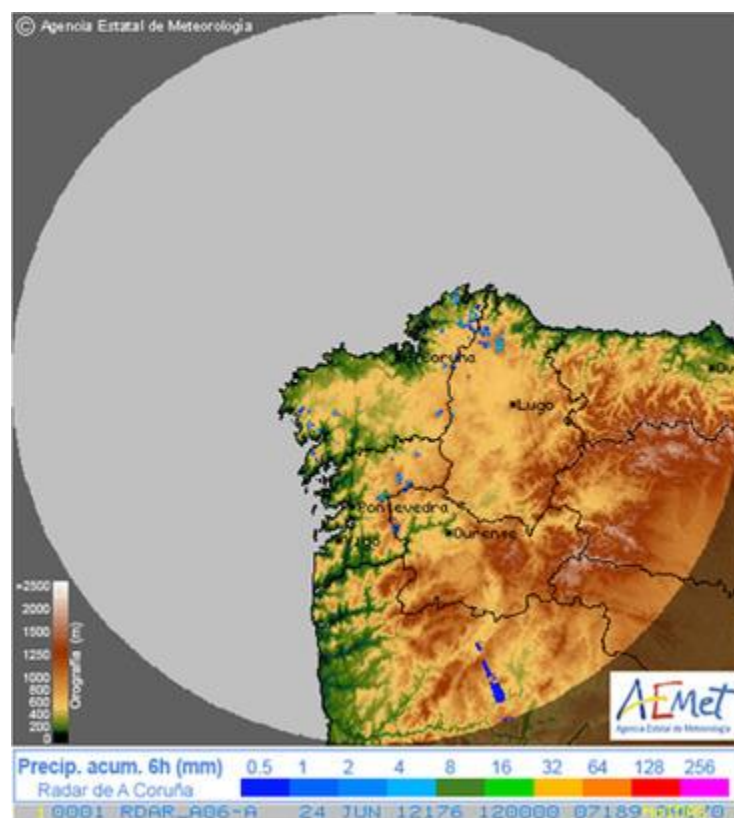 © Agencia Estatal de Meteorología
Lugo
Pontevedra
Ourense
2000
1500
1250
1000
800
600
400
200
0
Orografía (m)
AEMet
Agencia Estatal de Meteorología
Precip. acum. 6h (mm) 0.5 1 2 4 8 16 32 64 128 256
Radar de A Coruña
0001 RDAR_A06-A 24 JUN 12176 120000 07189